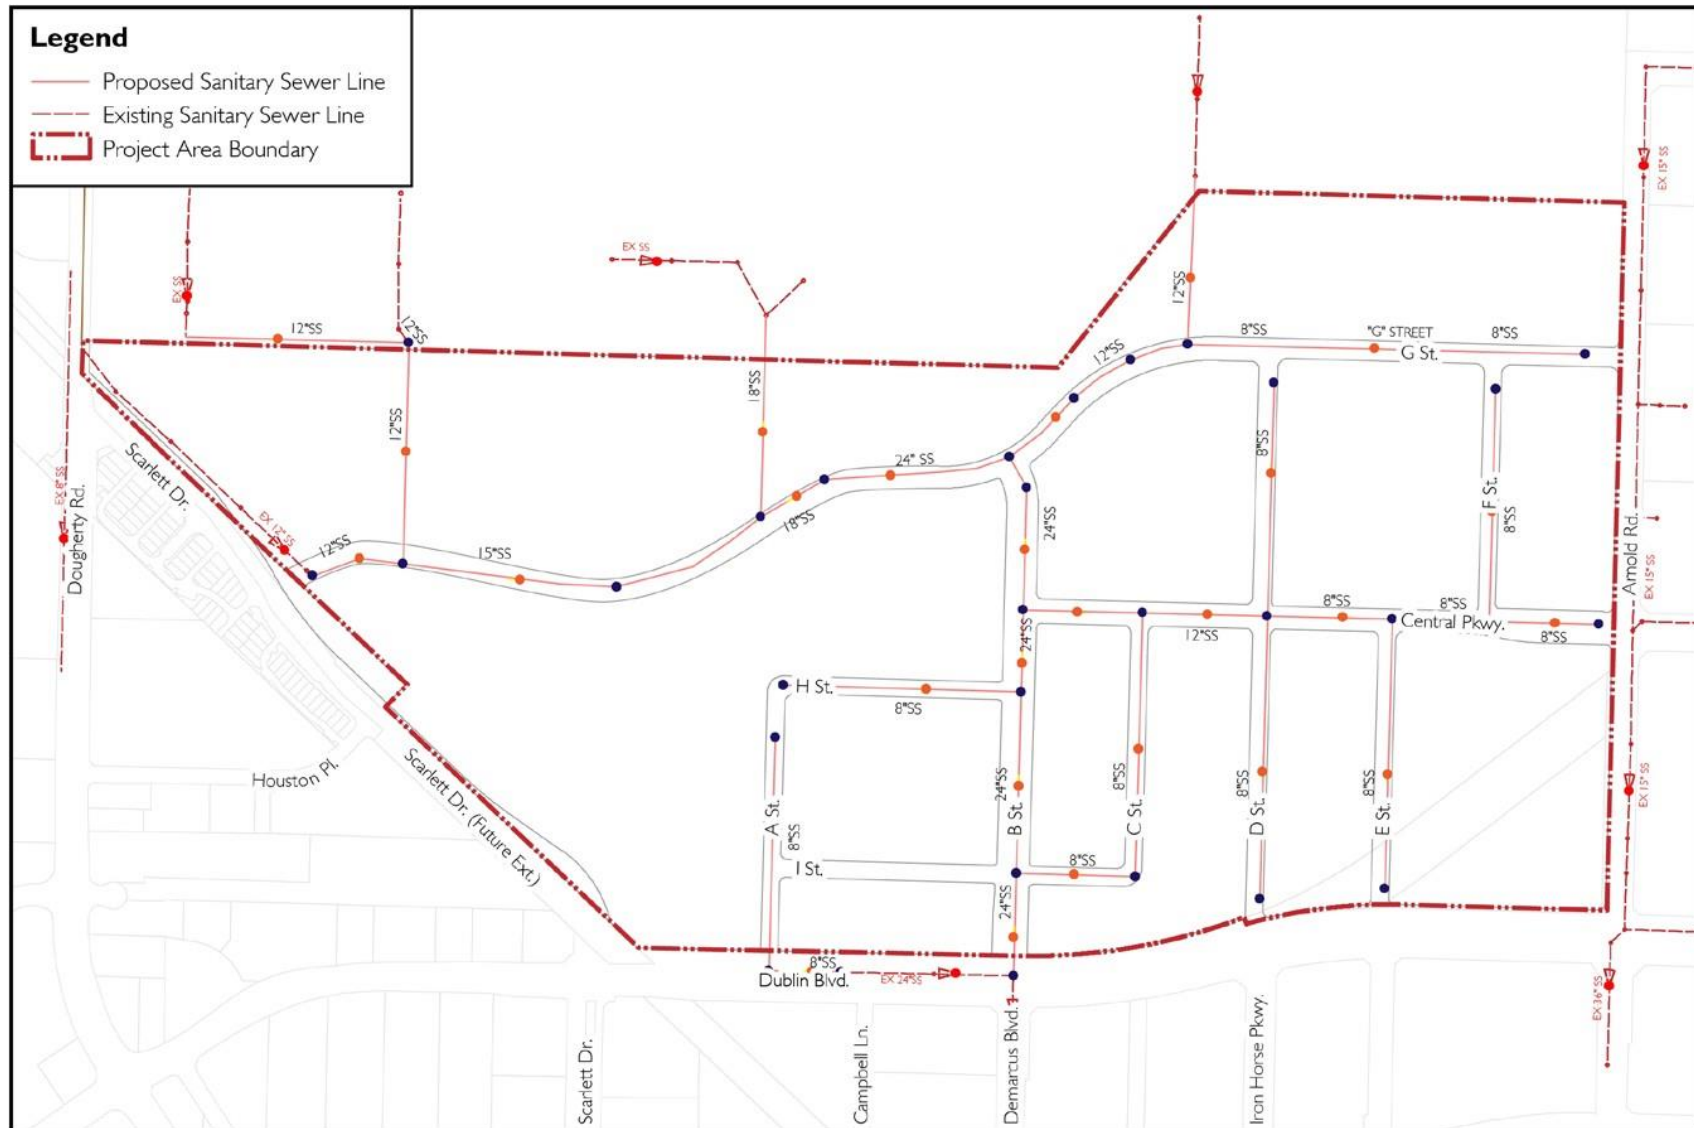 Legend
Proposed Sanitary Sewer Line
Existing Sanitary Sewer Line
Project Area Boundary
EX 15" SS
EX SS
EX SS
12"SS
12"SS
12"SS
8"SS
"G" STREET
8"SS
G St.
12"SS
18"SS
12"SS
8"SS
24" SS
Scarlett Dr.
EX 8" SS
Dougherty Rd.
EX 12" SS
12"SS
15"SS
18"SS
24"SS
F St.
8"SS
Arnold Rd.
EX 15" SS
8"SS
8"SS
Central Pkwy.
12"SS
8"SS
24"SS
H St.
8"SS
Houston Pl.
Scarlett Dr. (Future Ext.)
A St.
8"SS
24"SS
B St.
8"SS
C St.
8"SS
D St.
8"SS
E St.
EX 15" SS
I St.
8"SS
24"SS
8"SS
Dublin Blvd.
EX 24"SS
EX 36" SS
Scarlett Dr.
Campbell Ln.
Demarcus Blvd.
Iron Horse Pkwy.